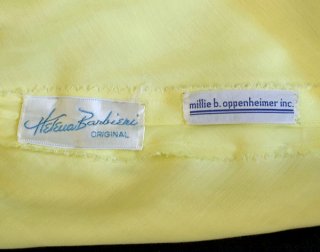 Helena Barbieri
ORIGINAL
millie b. oppenheimer inc.